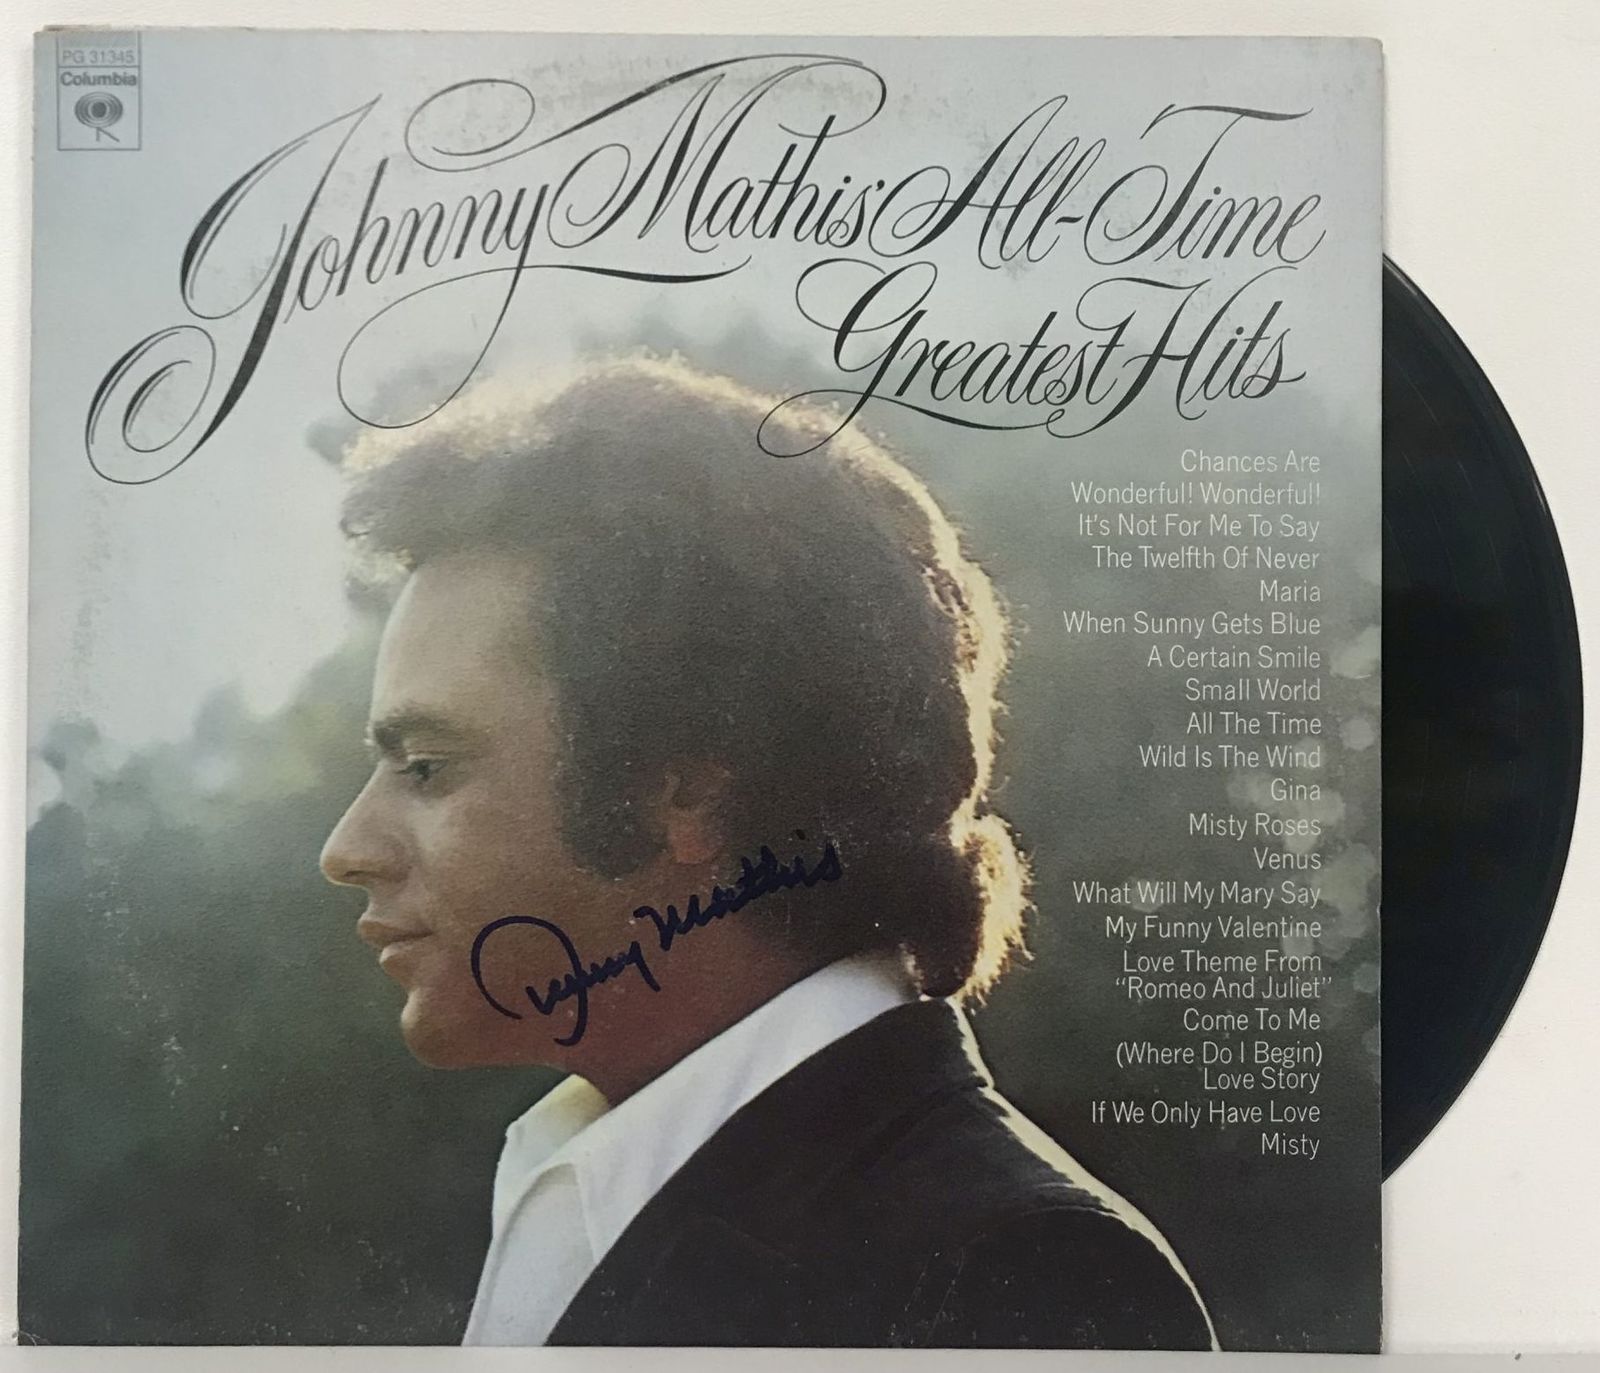 PG 31345
Columbia
Johnny Mathis' All-Time
Greatest Hits
Chances Are
Wonderful! Wonderful!
It's Not For Me To Say
The Twelfth Of Never
Maria
When Sunny Gets Blue
A Certain Smile
Small World
All The Time
Wild Is The Wind
Gina
Misty Roses
Venus
What Will My Mary Say
My Funny Valentine
Love Theme From
"Romeo And Juliet"
Come To Me
(Where Do I Begin)
Love Story
If We Only Have Love
Misty
Johnny Mathis